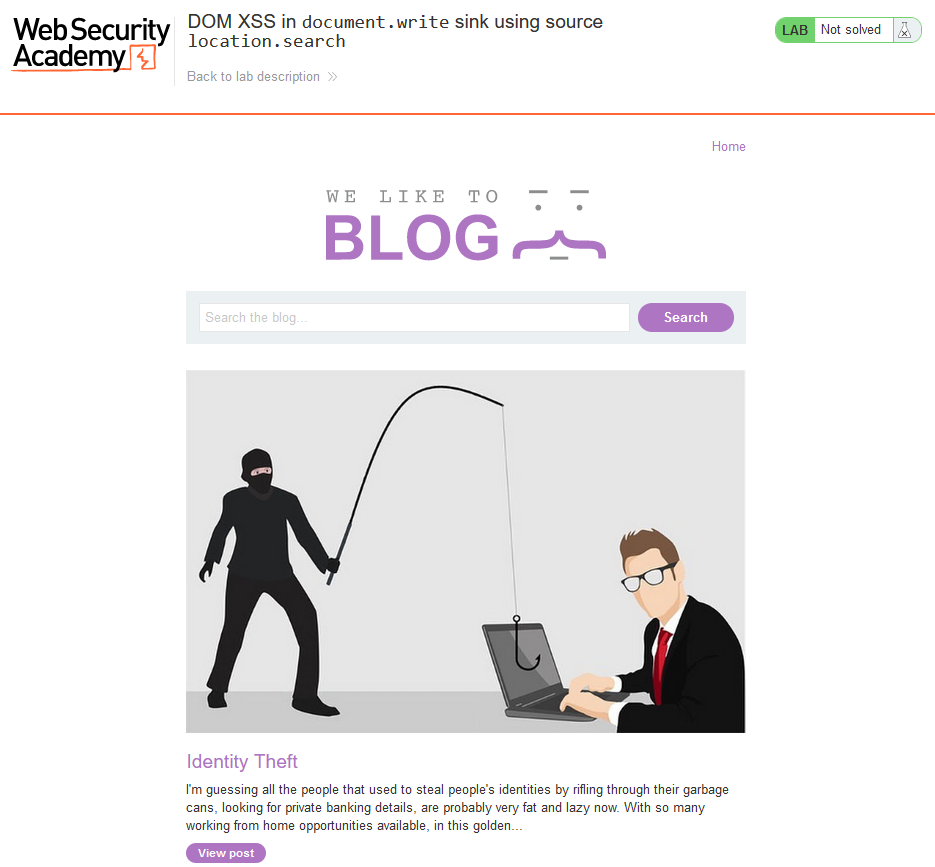 Web Security
Academy
DOM XSS in document.write sink using source
location.search
Back to lab description
LAB Not solved
Home
WE LIKE TO
BLOG
Search the blog...
Search
Identity Theft
I'm guessing all the people that used to steal people's identities by rifling through their garbage
cans, looking for private banking details, are probably very fat and lazy now. With so many
working from home opportunities available, in this golden...
View post